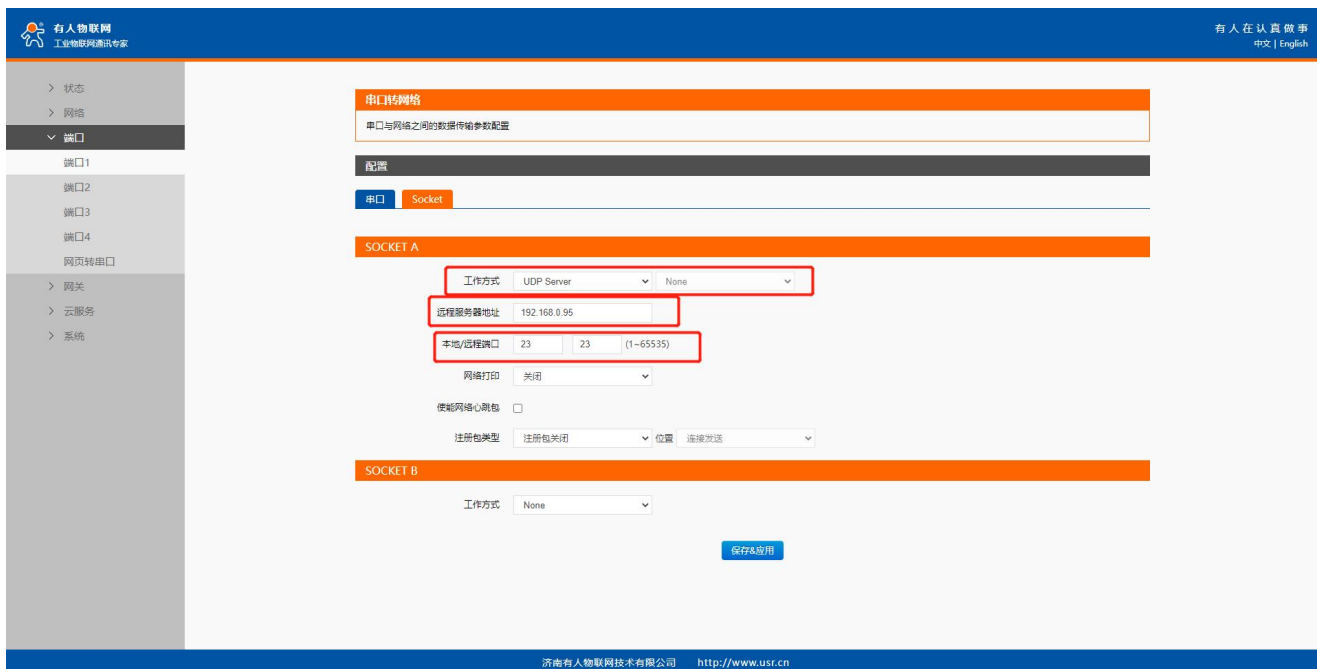 有人物联网
工业物联网通讯专家
有人在认真做事
中文 | English
状态
网络
端口
端口1
端口2
端口3
端口4
网页转串口
网关
云服务
系统
串口转网络
串口与网络之间的数据传输参数配置
配置
串口 Socket
SOCKET A
工作方式 UDP Server None
远程服务器地址 192.168.0.95
本地/远程端口 23 23 (1~65535)
网络打印 关闭
使能网络心跳包
注册包类型 注册包关闭 位置 连接发送
SOCKET B
工作方式 None
保存&应用
济南有人物联网技术有限公司 http://www.usr.cn